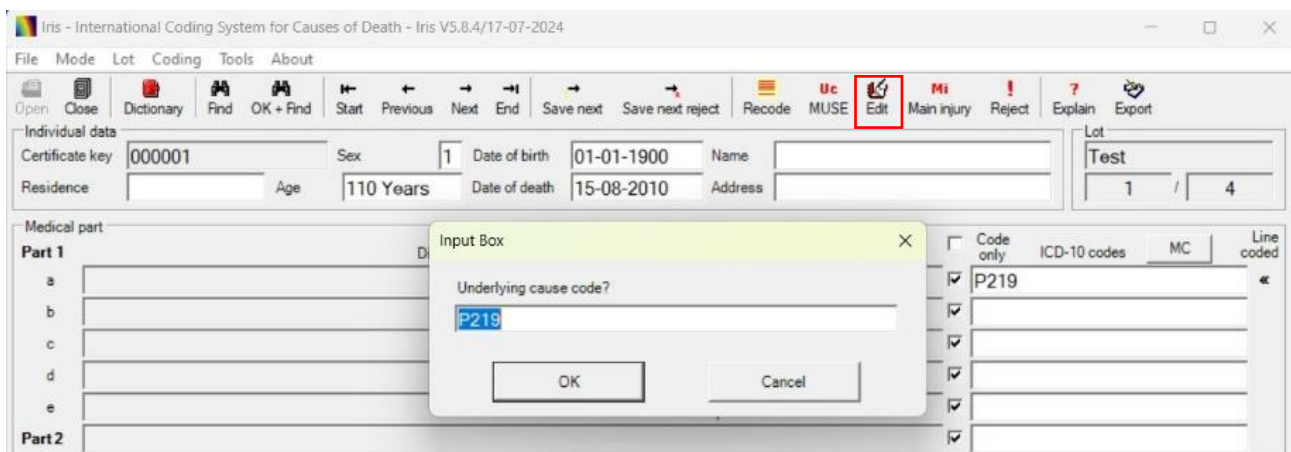 Iris - International Coding System for Causes of Death - Iris V5.8.4/17-07-2024
File Mode Lot Coding Tools About
Uc Mi ! ?
Open Close Dictionary Find OK + Find Start Previous Next End Save next Save next reject Recode MUSE Edit Main injury Reject Explain Export
Individual data Lot
Certificate key 000001 Sex 1 Date of birth 01-01-1900 Name Test
Residence Age 110 Years Date of death 15-08-2010 Address 1 / 4
Medical part
Part 1 Input Box Code only ICD-10 codes MC Line coded
a Underlying cause code? P219 «
b P219
c
d OK Cancel
e
Part 2